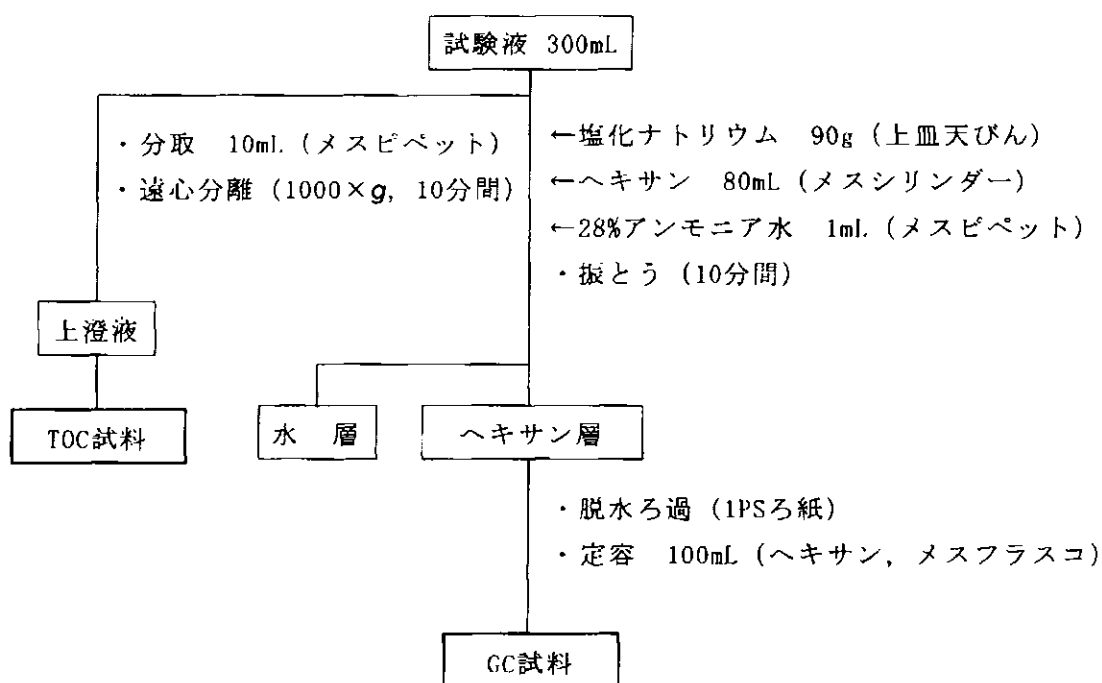 試験液 300mL
・分取 10mL (メスピペット)
・遠心分離 (1000×g, 10分間)
←塩化ナトリウム 90g (上皿天びん)
←ヘキサン 80mL (メスシリンダー)
←28%アンモニア水 1mL (メスピペット)
・振とう (10分間)
上澄液
TOC試料
水 層
ヘキサン層
・脱水ろ過 (1PSろ紙)
・定容 100mL (ヘキサン, メスフラスコ)
GC試料